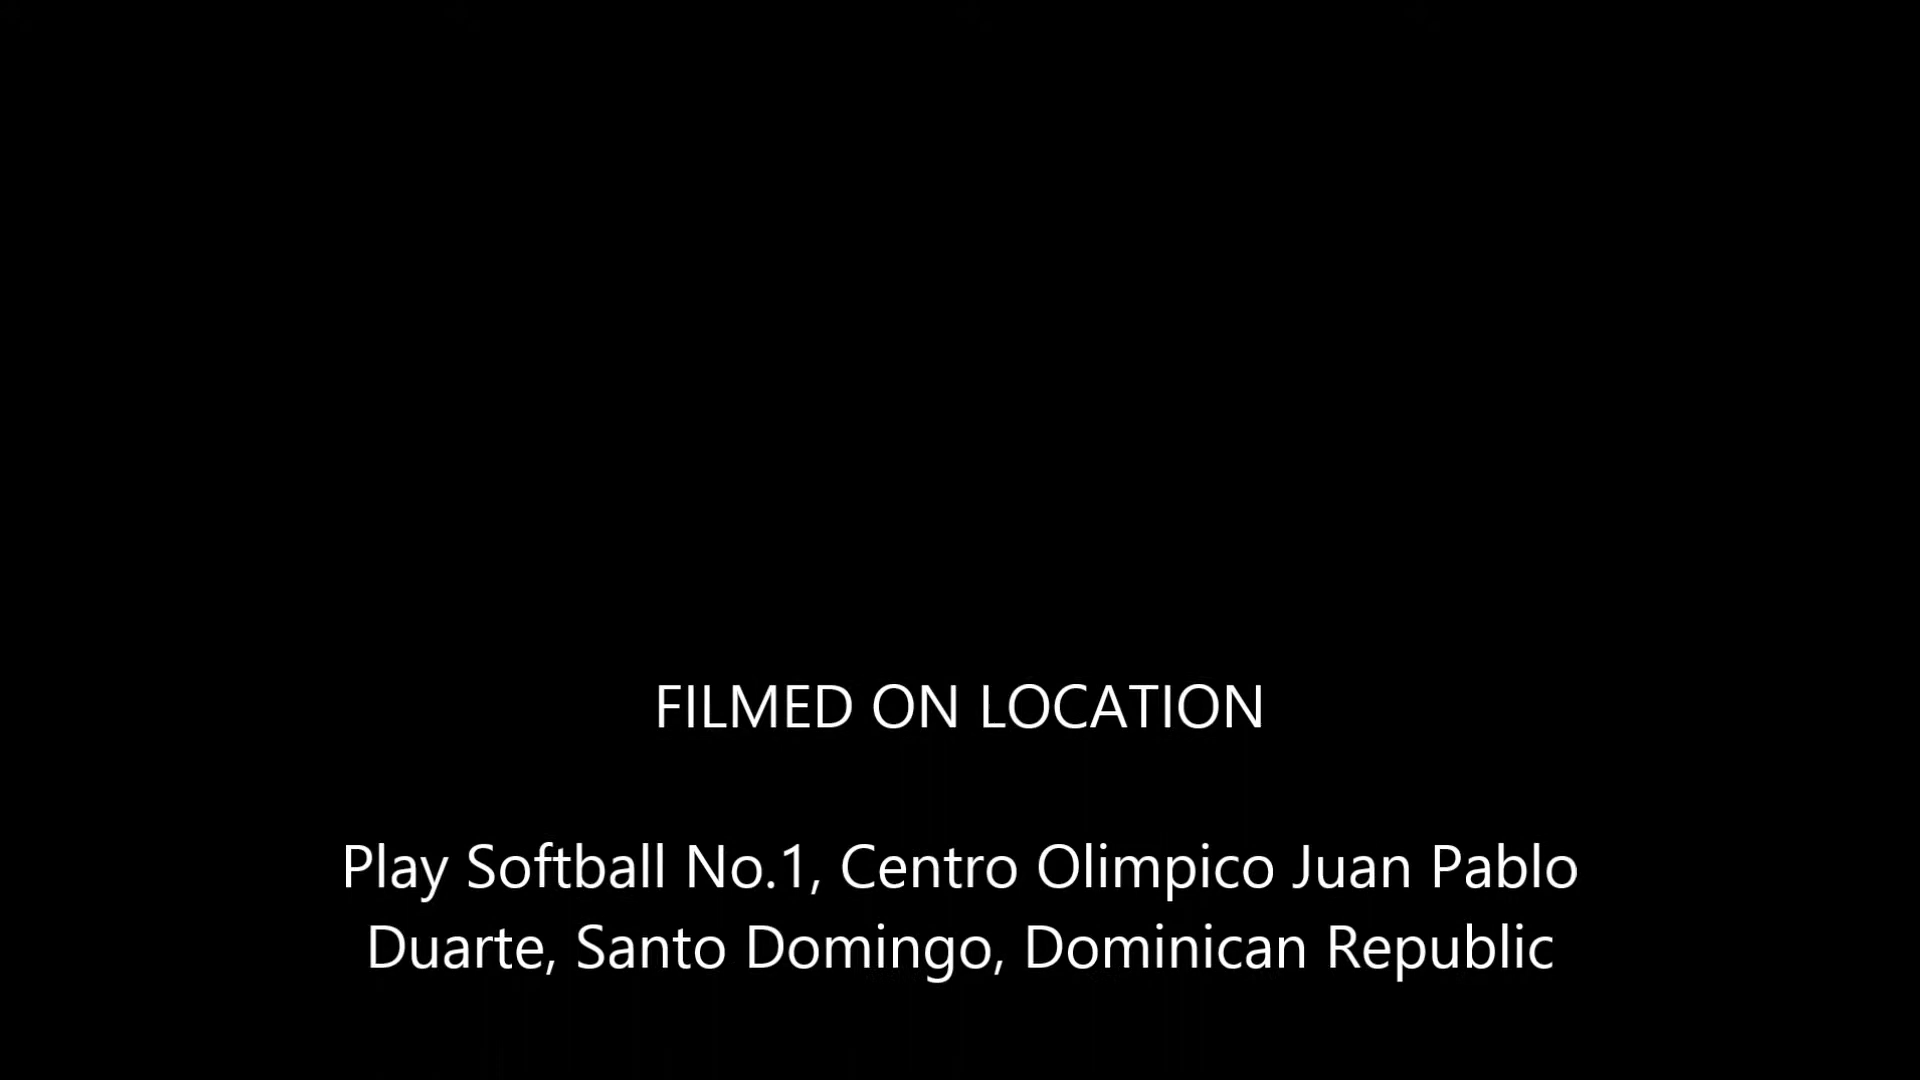 FILMED ON LOCATION
Play Softball No.1, Centro Olimpico Juan Pablo
Duarte, Santo Domingo, Dominican Republic